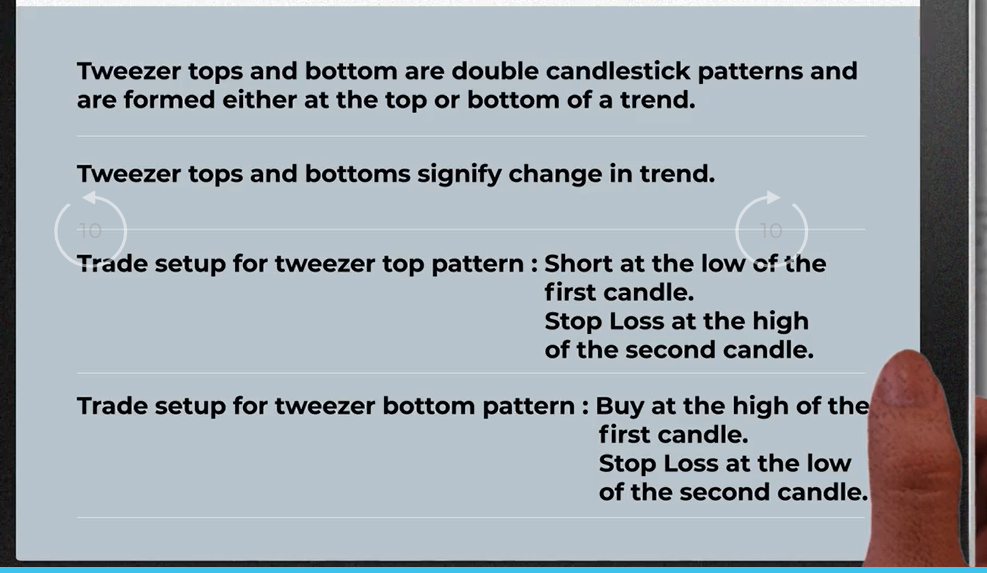 Tweezer tops and bottom are double candlestick patterns and
are formed either at the top or bottom of a trend.
Tweezer tops and bottoms signify change in trend.
10
10
Trade setup for tweezer top pattern : Short at the low of the
first candle.
Stop Loss at the high
of the second candle.
Trade setup for tweezer bottom pattern : Buy at the high of the
first candle.
Stop Loss at the low
of the second candle.